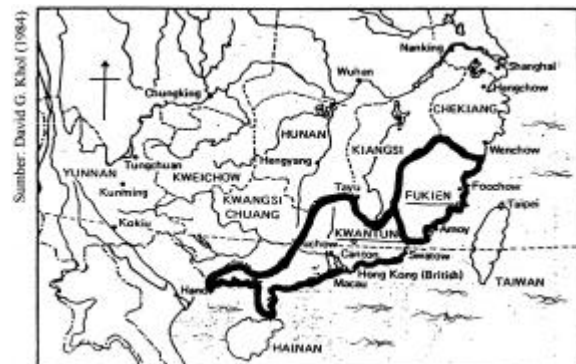 Sumber: David G. Khol (1984)
Nanking
Shanghai
Wuhan
Hangchow
Chungking
CHEKIANG
HUNAN
KIANGSI
Wenchow
Tungchuan
Hengyang
YUNNAN
KWEICHOW
Kunming
Tayu
FUKIEN
Foochow
KWANGSI
CHUANG
Taipei
Kokiu
KWANTUN
Amoy
Canton
Swatow
Hong Kong (British)
Macau
TAIWAN
HAINAN